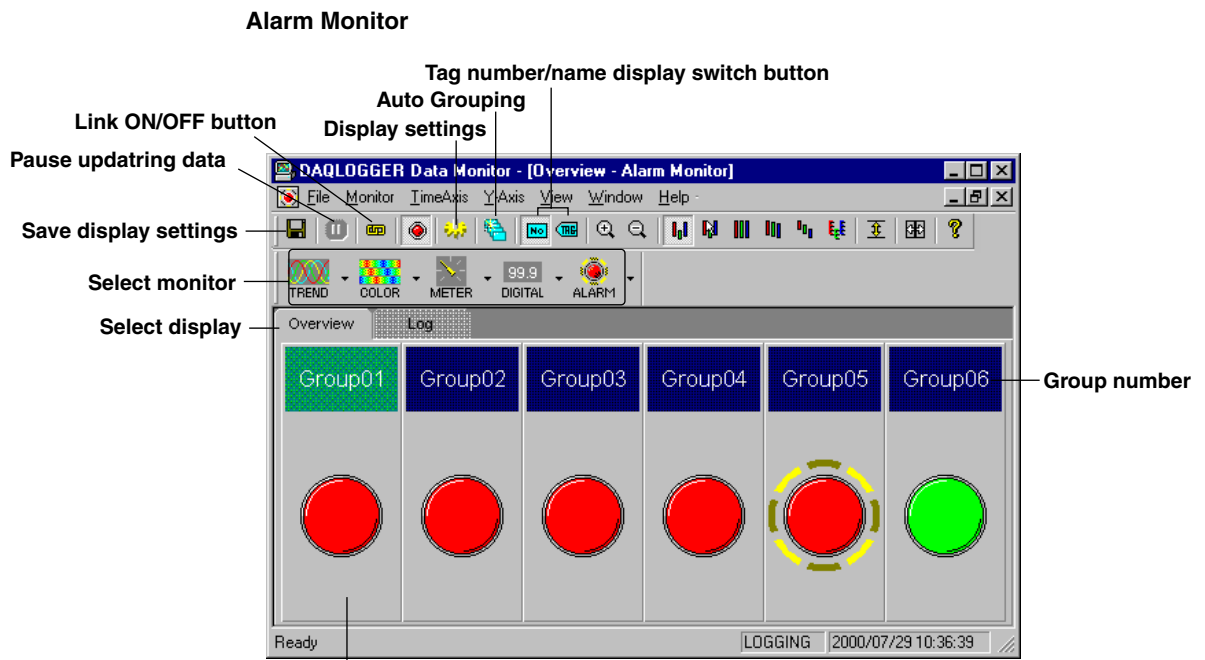 Alarm Monitor
Tag number/name display switch button
Auto Grouping
Link ON/OFF button
Display settings
Pause updatring data
DAQLOGGER Data Monitor - [Overview - Alarm Monitor]
File Monitor TimeAxis Y-Axis View Window Help
Save display settings
No TAG
Select monitor
99.9
TREND COLOR METER DIGITAL ALARM
Select display
Overview Log
Group01 Group02 Group03 Group04 Group05 Group06
Group number
Ready LOGGING 2000/07/29 10:36:39